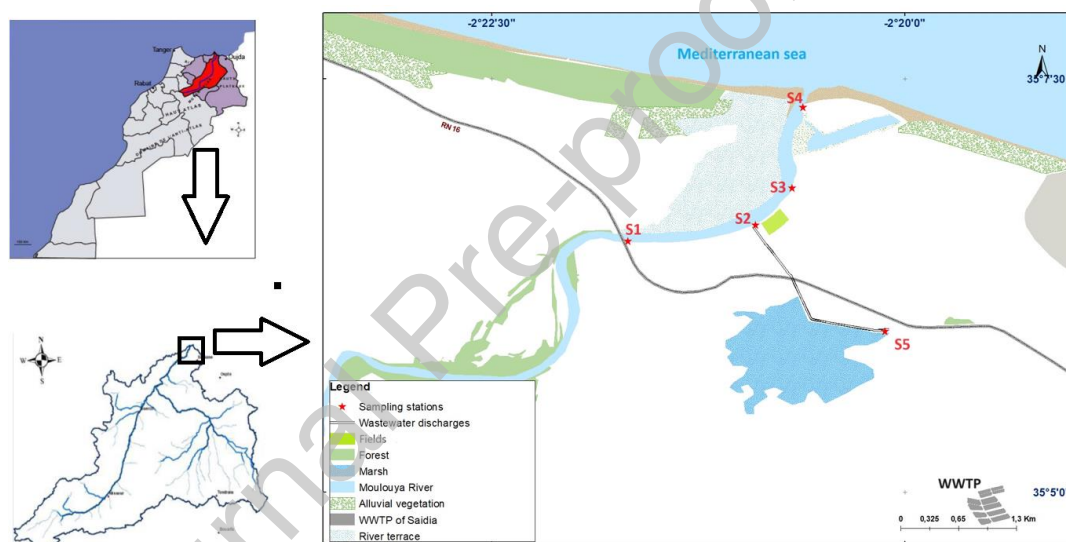 -2°22'30"
-2°20'0"
Tanger
Oujda
Rabat
Mediterranean sea
N
35°7'30
S4
RN 16
S3
S2
S1
S5
N
W
E
S
Legend
Sampling stations
Wastewater discharges
Fields
Forest
Marsh
Moulouya River
Alluvial vegetation
WWTP of Saidia
River terrace
WWTP
35°5'0
0 0,325 0,65 1,3 Km
rnal Pre-proo